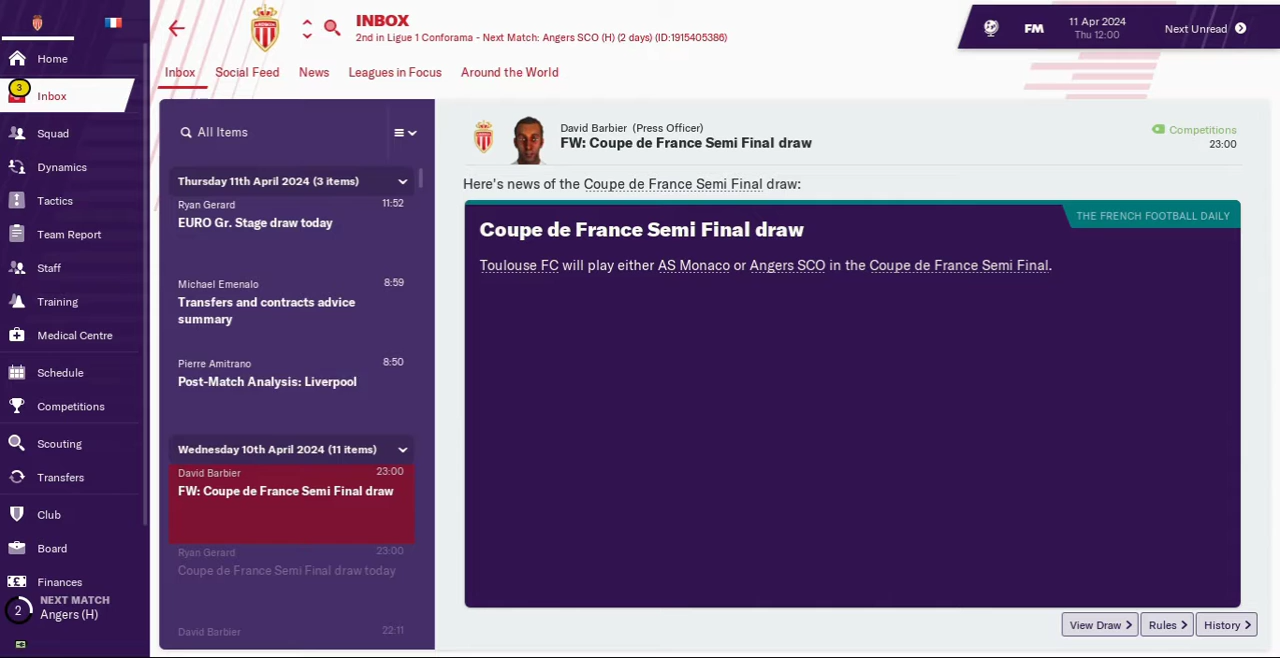 INBOX
2nd in Ligue 1 Conforama - Next Match: Angers SCO (H) (2 days) (ID:1915405386)
FM
11 Apr 2024
Thu 12:00
Next Unread
Inbox
Social Feed
News
Leagues in Focus
Around the World
Home
3
Inbox
Squad
Dynamics
Tactics
Team Report
Staff
Training
Medical Centre
Schedule
Competitions
Scouting
Transfers
Club
Board
Finances
2
NEXT MATCH
Angers (H)
All Items
Thursday 11th April 2024 (3 items)
Ryan Gerard 11:52
EURO Gr. Stage draw today
Michael Emenalo 8:59
Transfers and contracts advice
summary
Pierre Amitrano 8:50
Post-Match Analysis: Liverpool
Wednesday 10th April 2024 (11 items)
David Barbier 23:00
FW: Coupe de France Semi Final draw
Ryan Gerard 23:00
Coupe de France Semi Final draw today
David Barbier 22:11
David Barbier (Press Officer)
FW: Coupe de France Semi Final draw
Competitions
23:00
Here's news of the Coupe de France Semi Final draw:
THE FRENCH FOOTBALL DAILY
Coupe de France Semi Final draw
Toulouse FC will play either AS Monaco or Angers SCO in the Coupe de France Semi Final.
View Draw
Rules
History